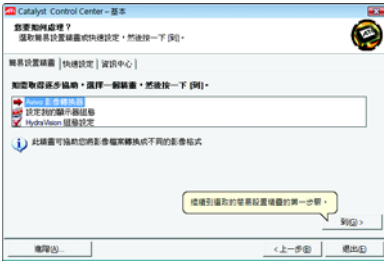 Catalyst Control Center – 基本
您要如何處理？
選取簡易設置精靈或快速設定，然後按一下 [到]。
簡易設置精靈
快速設定
資訊中心
如需取得逐步協助，選擇一個精靈，然後按一下 [到]。
Avivo 影像轉換器
設定我的顯示器組態
HydraVision 組態設定
此精靈可協助您將影像檔案轉換成不同的影像格式
繼續到選取的簡易設置精靈的第一步驟。
到(G) >
進階(A)...
< 上一步(B)
退出(E)